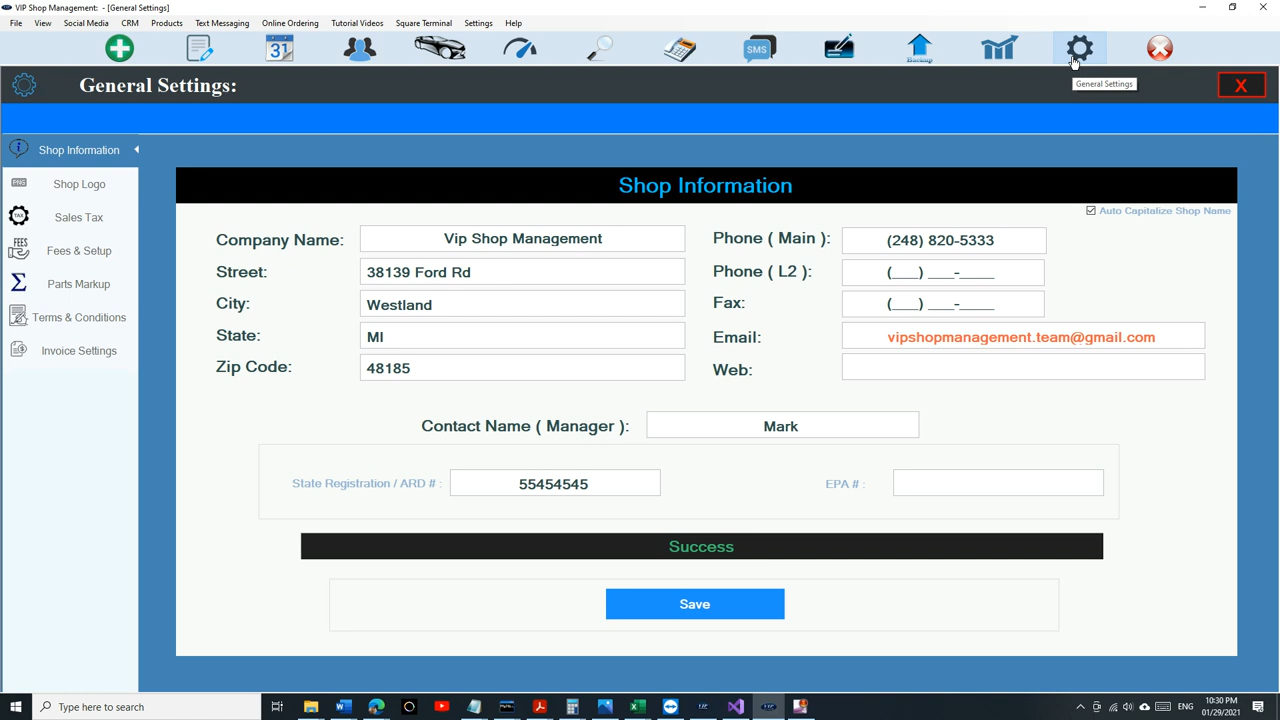 VIP Shop Management: - [General Settings]
File View Social Media CRM Products Text Messaging Online Ordering Tutorial Videos Square Terminal Settings Help
31 SMS Backup
General Settings: X
General Settings
Shop Information
PNG Shop Logo
TAX Sales Tax
FEES Fees & Setup
Σ Parts Markup
Terms & Conditions
Invoice Settings
Shop Information
Auto Capitalize Shop Name
Company Name: Vip Shop Management Phone ( Main ): (248) 820-5333
Street: 38139 Ford Rd Phone ( L2 ): (___) ___-____
City: Westland Fax: (___) ___-____
State: MI Email: vipshopmanagement.team@gmail.com
Zip Code: 48185 Web:
Contact Name ( Manager ): Mark
State Registration / ARD # : 55454545 EPA # :
Success
Save
Type here to search
ENG 10:30 PM
01/29/2021